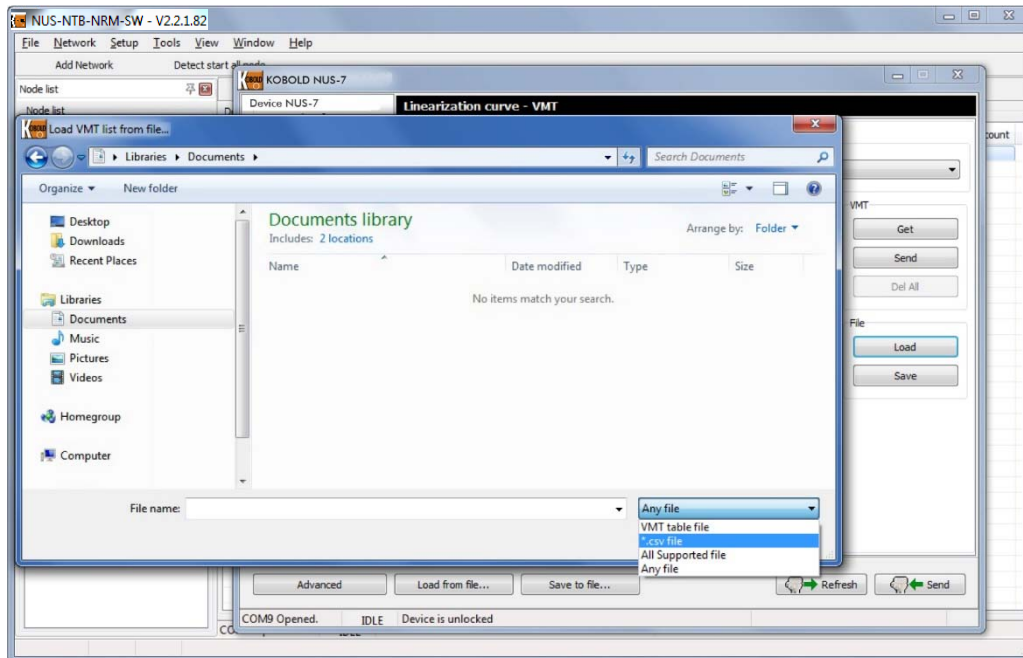 NUS-NTB-NRM-SW - V2.2.1.82
File Network Setup Tools View Window Help
Add Network Detect start all node
Node list
Node list
KOBOLD NUS-7
Device NUS-7
Linearization curve - VMT
Load VMT list from file...
Libraries Documents
Search Documents
Organize New folder
Desktop
Downloads
Recent Places
Libraries
Documents
Music
Pictures
Videos
Homegroup
Computer
Documents library
Includes: 2 locations
Arrange by: Folder
Name Date modified Type Size
No items match your search.
File name:
Any file
VMT table file
*.csv file
All Supported file
Any file
ount
VMT
Get
Send
Del All
File
Load
Save
Advanced Load from file... Save to file... Refresh Send
COM9 Opened. IDLE Device is unlocked